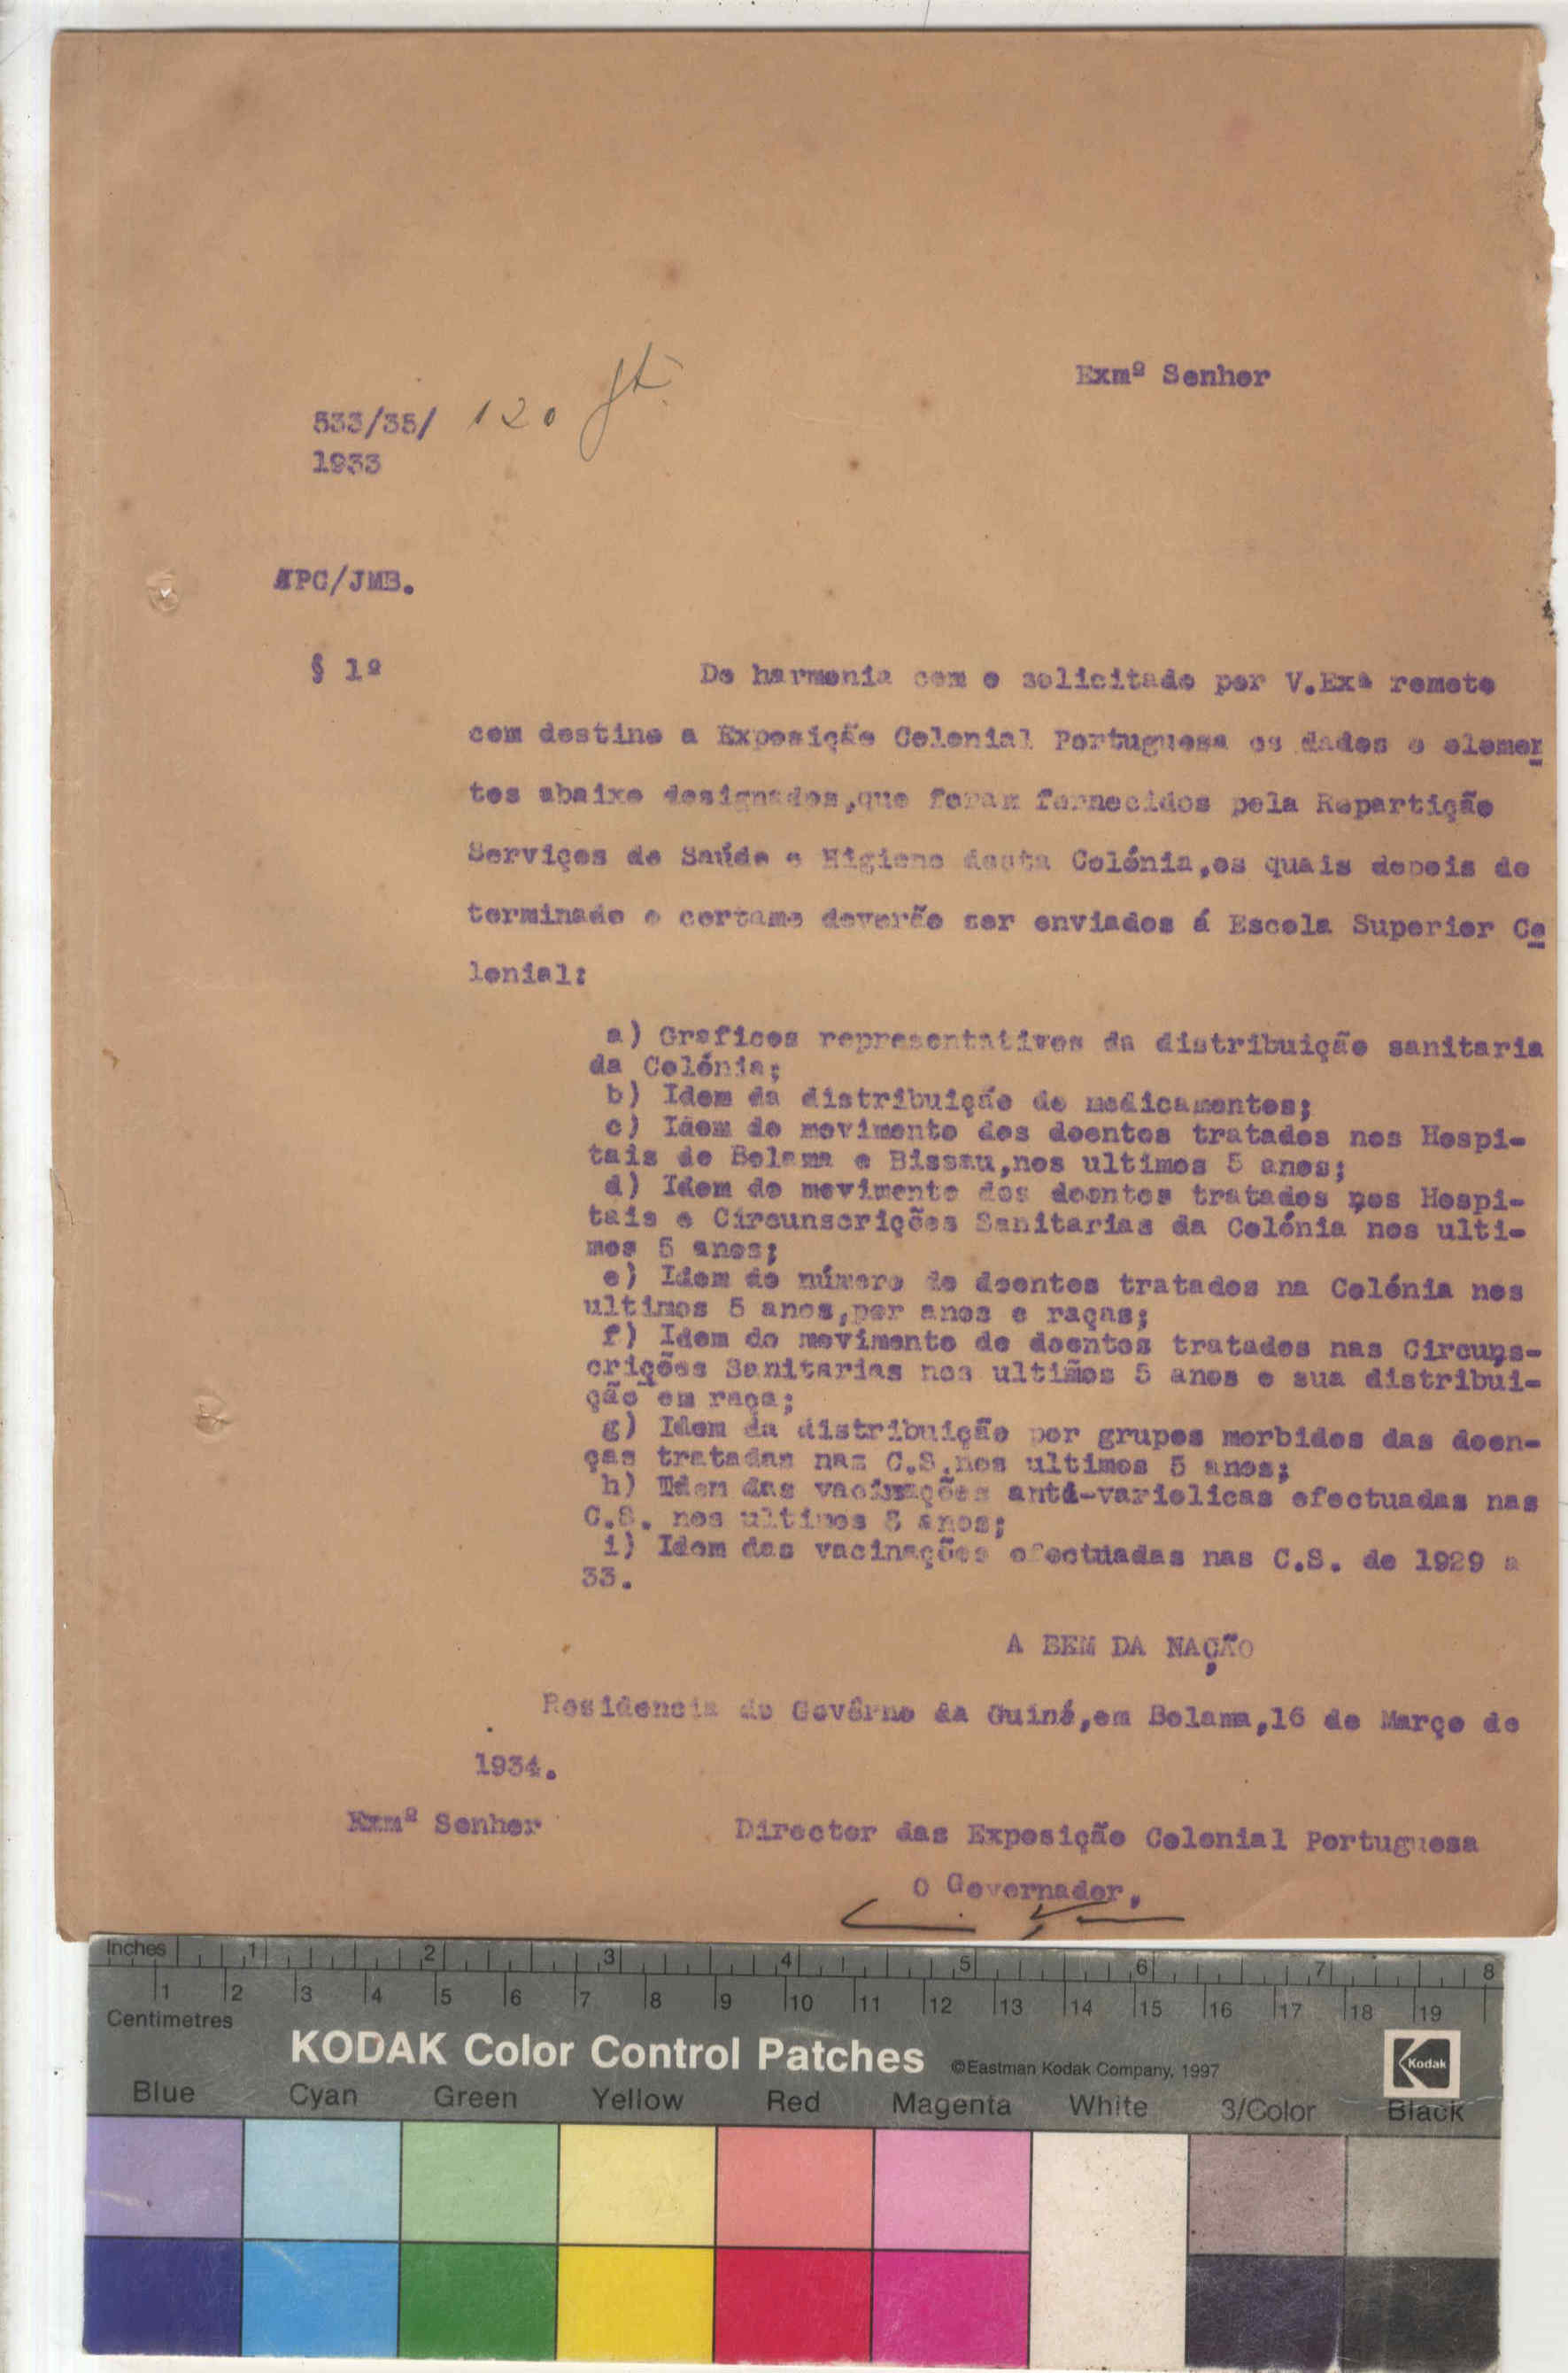 Exmº Senhor
533/35/ 120
1933
APC/JMB.
§ 1º
De harmonia com o solicitado por V.Exª remeto
com destino a Exposição Colonial Portuguesa os dados e elemen
tos abaixo designados,que foram fornecidos pela Repartição
Serviços de Saúde e Higiene desta Colónia,os quais depois de
terminado o certame deverão ser enviados á Escola Superior Co
lonial:
a) Graficos representativos da distribuição sanitaria
da Colónia;
b) Idem da distribuição de medicamentos;
c) Idem do movimento dos doentes tratados nos Hospi-
tais de Bolama e Bissau,nos ultimos 5 anos;
d) Idem do movimento dos doentes tratados nos Hospi-
tais e Circunscrições Sanitarias da Colónia nos ulti-
mos 5 anos;
e) Idem do número de doentes tratados na Colónia nos
ultimos 5 anos,por anos e raças;
f) Idem do movimento de doentes tratados nas Circuns-
crições Sanitarias nos ultimos 5 anos e sua distribui-
ção em raça;
g) Idem da distribuição por grupos morbidos das doen-
ças tratadas nas C.S.nos ultimos 5 anos;
h) Idem das vacinações anti-variolicas efectuadas nas
C.S. nos ultimos 5 anos;
i) Idem das vacinações efectuadas nas C.S. de 1929 a
33.
A BEM DA NAÇÃO
Residencia do Govêrno da Guiné,em Bolama,16 de Março de
1934.
Exmº Senhor Director das Exposição Colonial Portuguesa
O Governador,
Inches 1 2 3 4 5 6 7 8
1 2 3 4 5 6 7 8 9 10 11 12 13 14 15 16 17 18 19
Centimetres
KODAK Color Control Patches ©Eastman Kodak Company, 1997 Kodak
Blue Cyan Green Yellow Red Magenta White 3/Color Black